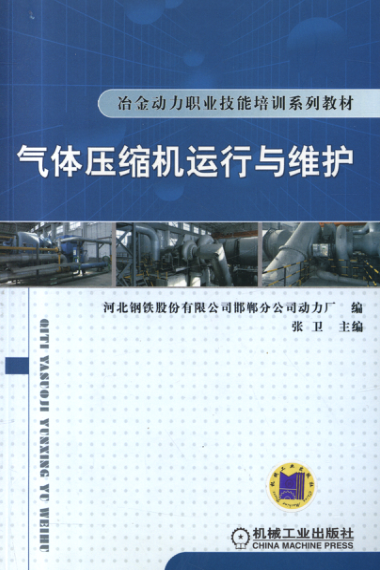 冶金动力职业技能培训系列教材
气体压缩机运行与维护
河北钢铁股份有限公司邯郸分公司动力厂 编
张 卫 主编
QITI YASUOJI YUNXING YU WEIHU
机械工业出版社
CHINA MACHINE PRESS